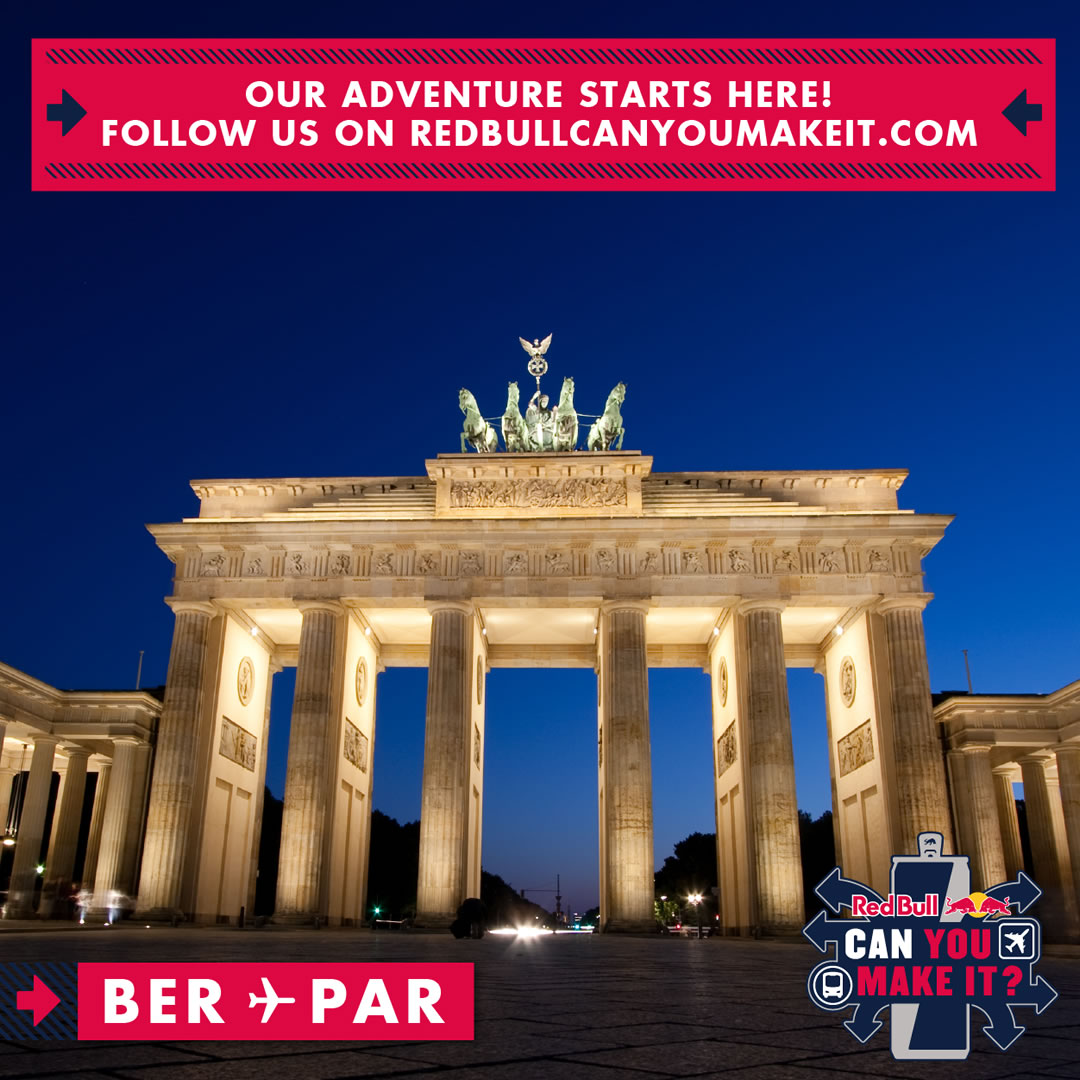 OUR ADVENTURE STARTS HERE!
FOLLOW US ON REDBULLCANYOUMAKEIT.COM
BER PAR
Red Bull
CAN YOU
MAKE IT?